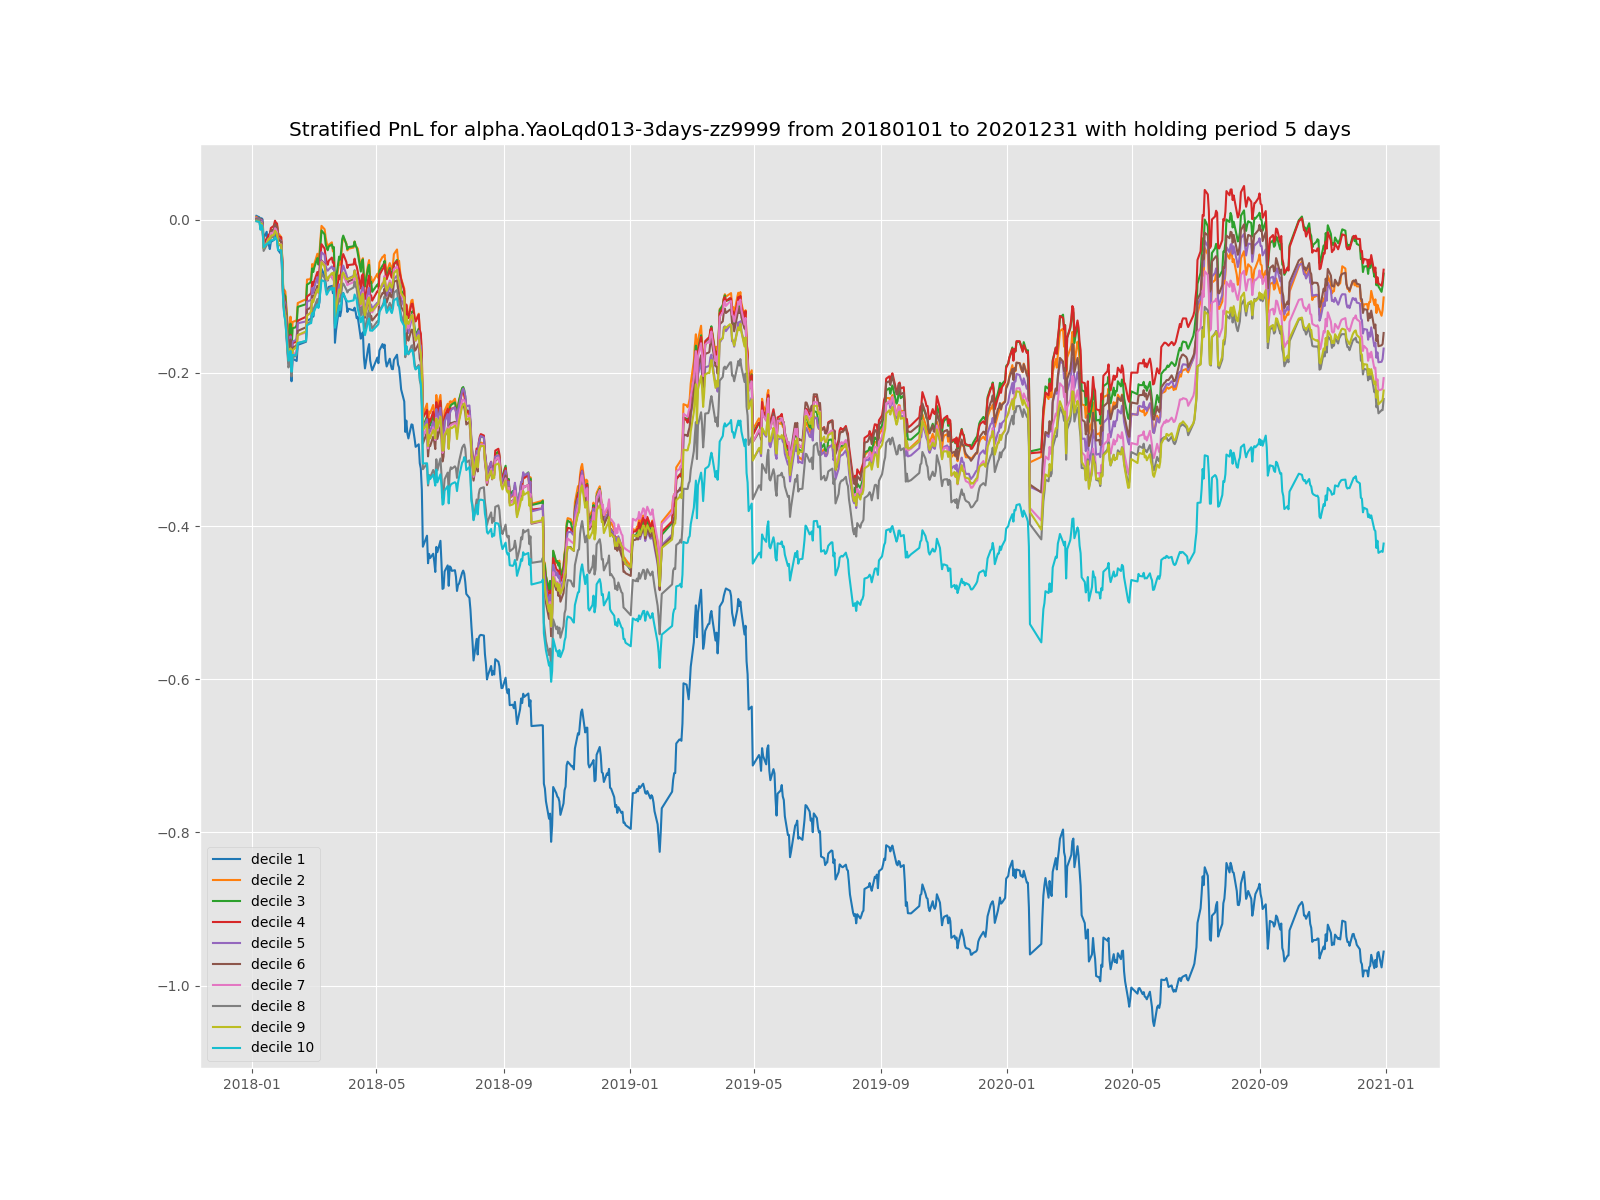 Stratified PnL for alpha.YaoLqd013-3days-zz9999 from 20180101 to 20201231 with holding period 5 days
0.0
−0.2
−0.4
−0.6
−0.8
−1.0
decile 1
decile 2
decile 3
decile 4
decile 5
decile 6
decile 7
decile 8
decile 9
decile 10
2018-01 2018-05 2018-09 2019-01 2019-05 2019-09 2020-01 2020-05 2020-09 2021-01